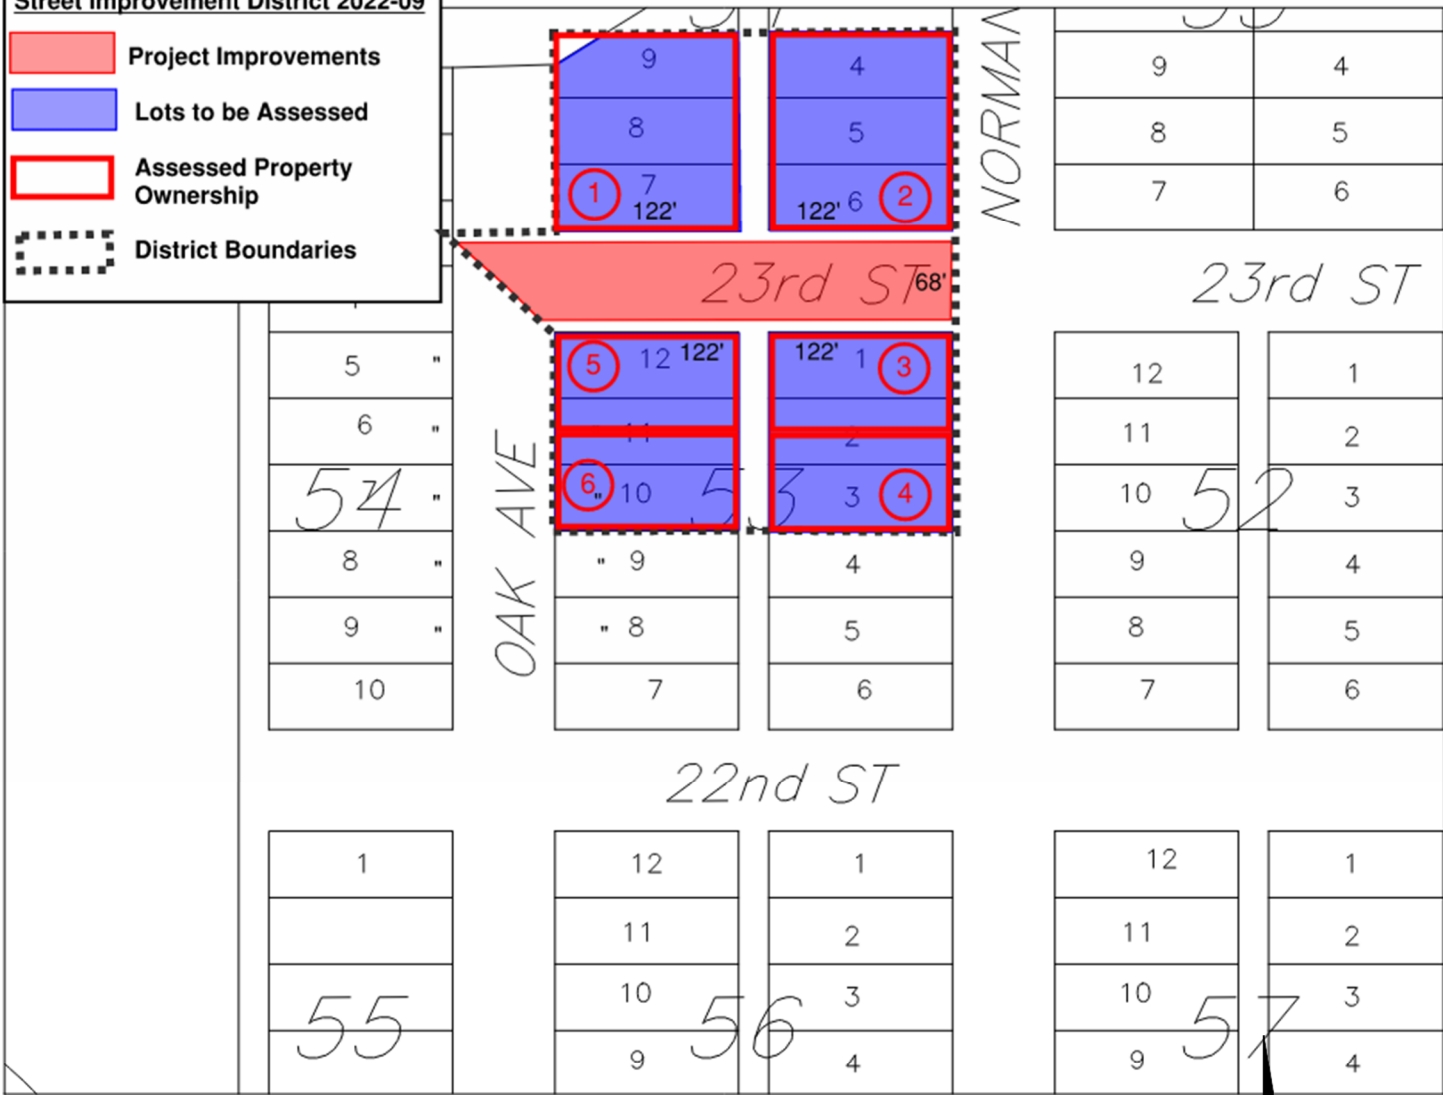 Street Improvement District 2022-09
Project Improvements
Lots to be Assessed
Assessed Property
Ownership
District Boundaries
9 4 NORMAN 9 4
8 5 8 5
7 6 7 6
1 122' 122' 2
23rd ST 68' 23rd ST
5 " 5 12 122' 122' 1 3 12 1
6 " 11 2 11 2
54 " 6 " 10 53 3 4 10 52 3
OAK AVE
8 " " 9 4 9 4
9 " " 8 5 8 5
10 7 6 7 6
22nd ST
1 12 1 12 1
11 2 11 2
10 3 10 3
55 56 57
9 4 9 4